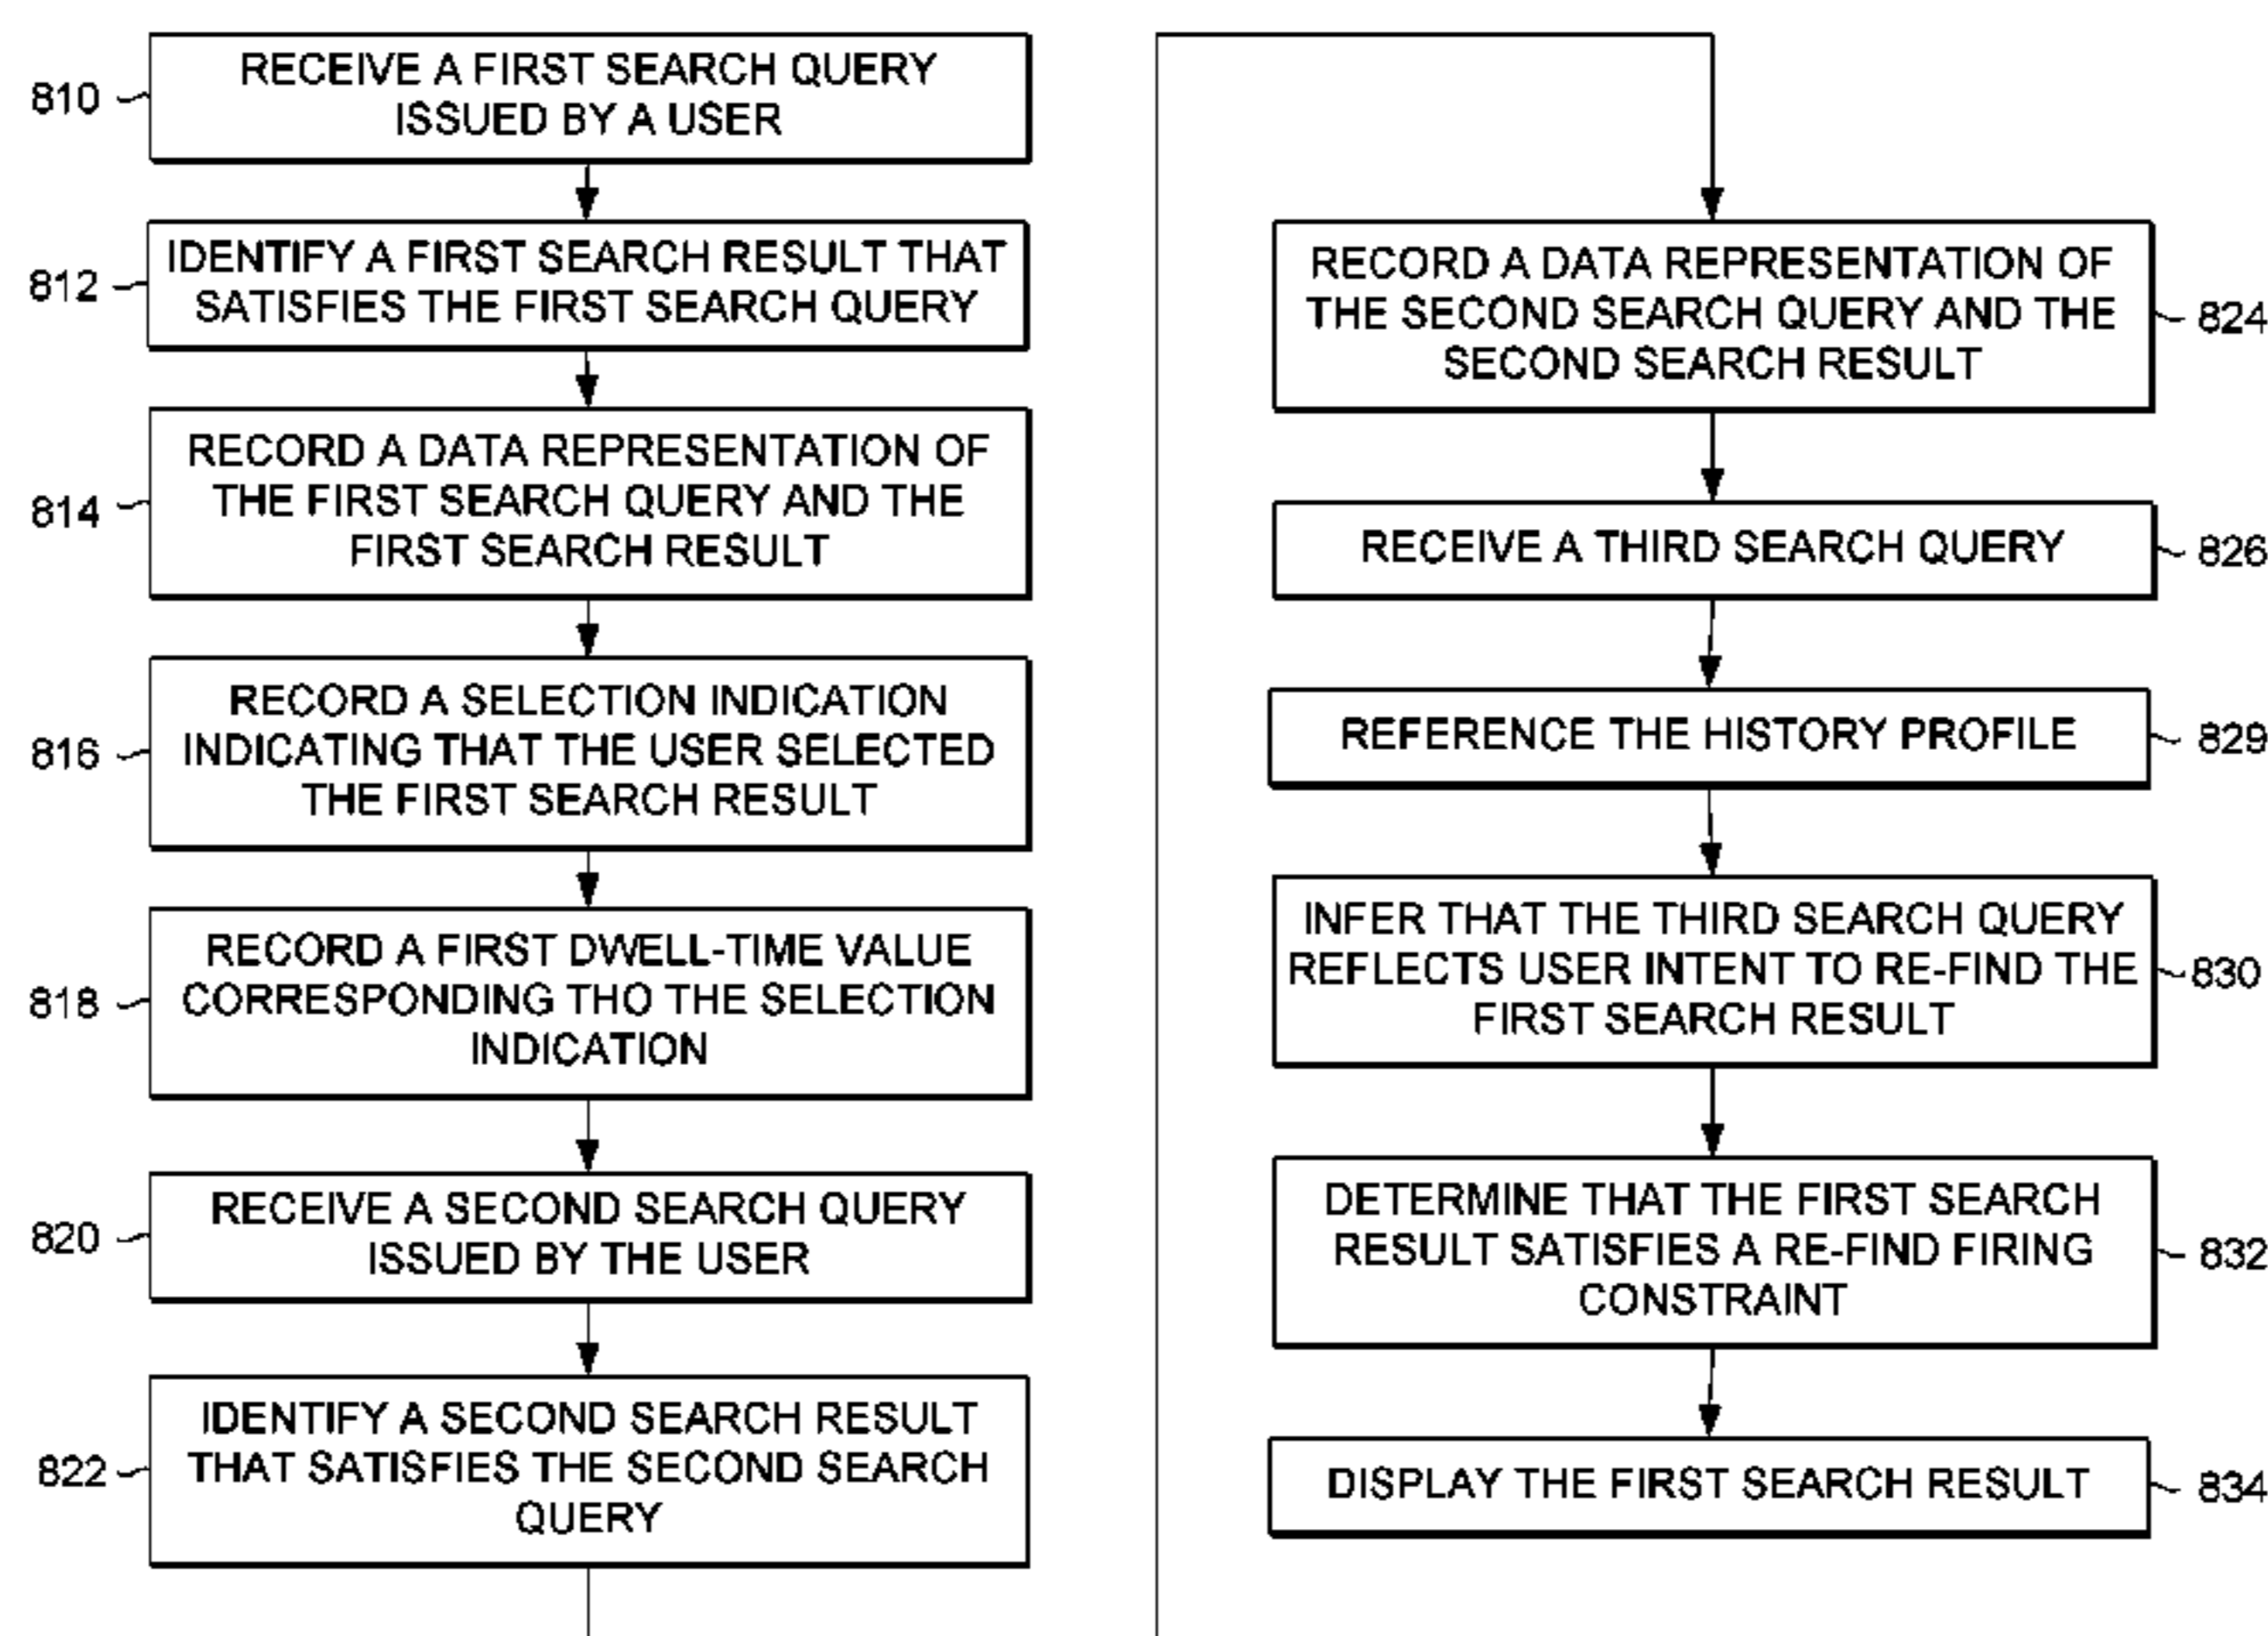 810
RECEIVE A FIRST SEARCH QUERY
ISSUED BY A USER
812
IDENTIFY A FIRST SEARCH RESULT THAT
SATISFIES THE FIRST SEARCH QUERY
814
RECORD A DATA REPRESENTATION OF
THE FIRST SEARCH QUERY AND THE
FIRST SEARCH RESULT
816
RECORD A SELECTION INDICATION
INDICATING THAT THE USER SELECTED
THE FIRST SEARCH RESULT
818
RECORD A FIRST DWELL-TIME VALUE
CORRESPONDING THO THE SELECTION
INDICATION
820
RECEIVE A SECOND SEARCH QUERY
ISSUED BY THE USER
822
IDENTIFY A SECOND SEARCH RESULT
THAT SATISFIES THE SECOND SEARCH
QUERY
RECORD A DATA REPRESENTATION OF
THE SECOND SEARCH QUERY AND THE
SECOND SEARCH RESULT
824
RECEIVE A THIRD SEARCH QUERY
826
REFERENCE THE HISTORY PROFILE
829
INFER THAT THE THIRD SEARCH QUERY
REFLECTS USER INTENT TO RE-FIND THE
FIRST SEARCH RESULT
830
DETERMINE THAT THE FIRST SEARCH
RESULT SATISFIES A RE-FIND FIRING
CONSTRAINT
832
DISPLAY THE FIRST SEARCH RESULT
834